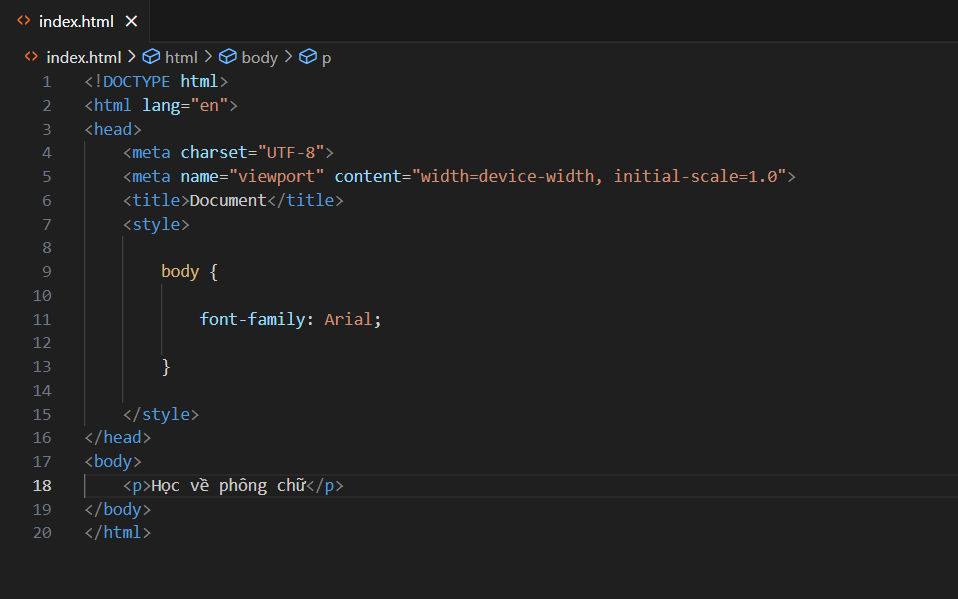 index.html
index.html > html > body > p
1 <!DOCTYPE html>
2 <html lang="en">
3 <head>
4     <meta charset="UTF-8">
5     <meta name="viewport" content="width=device-width, initial-scale=1.0">
6     <title>Document</title>
7     <style>
8
9         body {
10
11             font-family: Arial;
12
13         }
14
15     </style>
16 </head>
17 <body>
18     <p>Học về phông chữ</p>
19 </body>
20 </html>